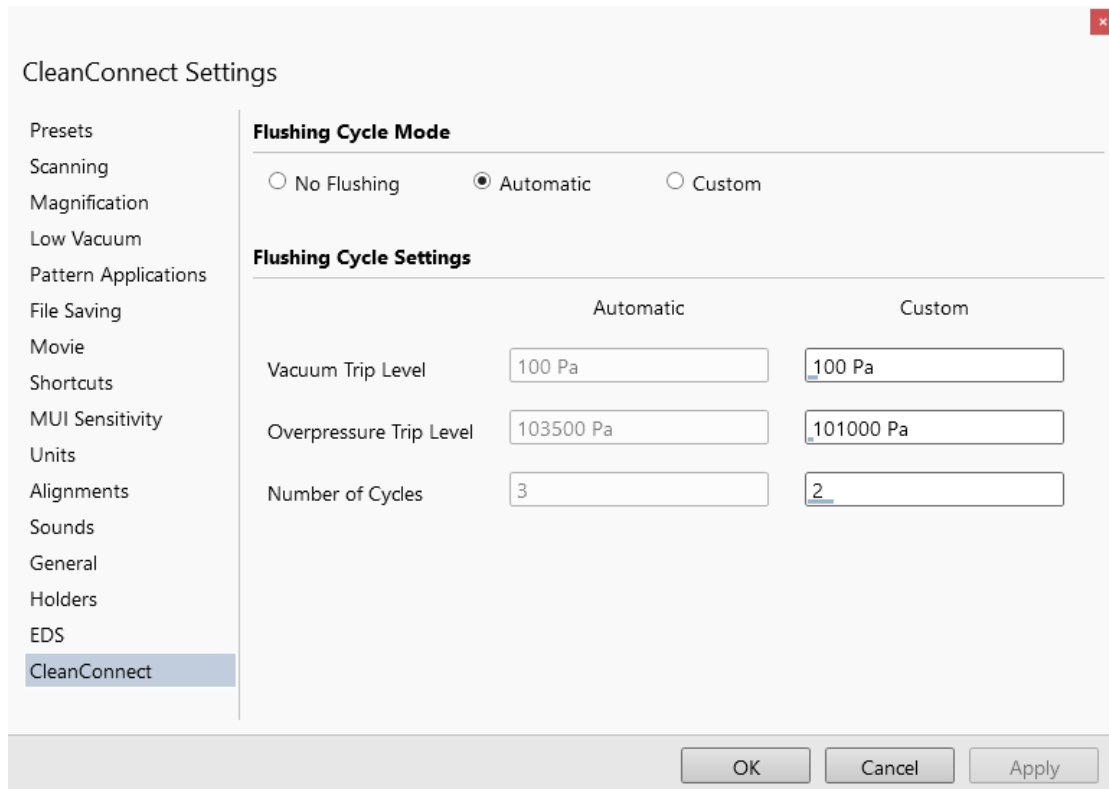 CleanConnect Settings
Presets
Scanning
Magnification
Low Vacuum
Pattern Applications
File Saving
Movie
Shortcuts
MUI Sensitivity
Units
Alignments
Sounds
General
Holders
EDS
CleanConnect
Flushing Cycle Mode
No Flushing Automatic Custom
Flushing Cycle Settings
Automatic Custom
Vacuum Trip Level 100 Pa 100 Pa
Overpressure Trip Level 103500 Pa 101000 Pa
Number of Cycles 3 2
OK Cancel Apply